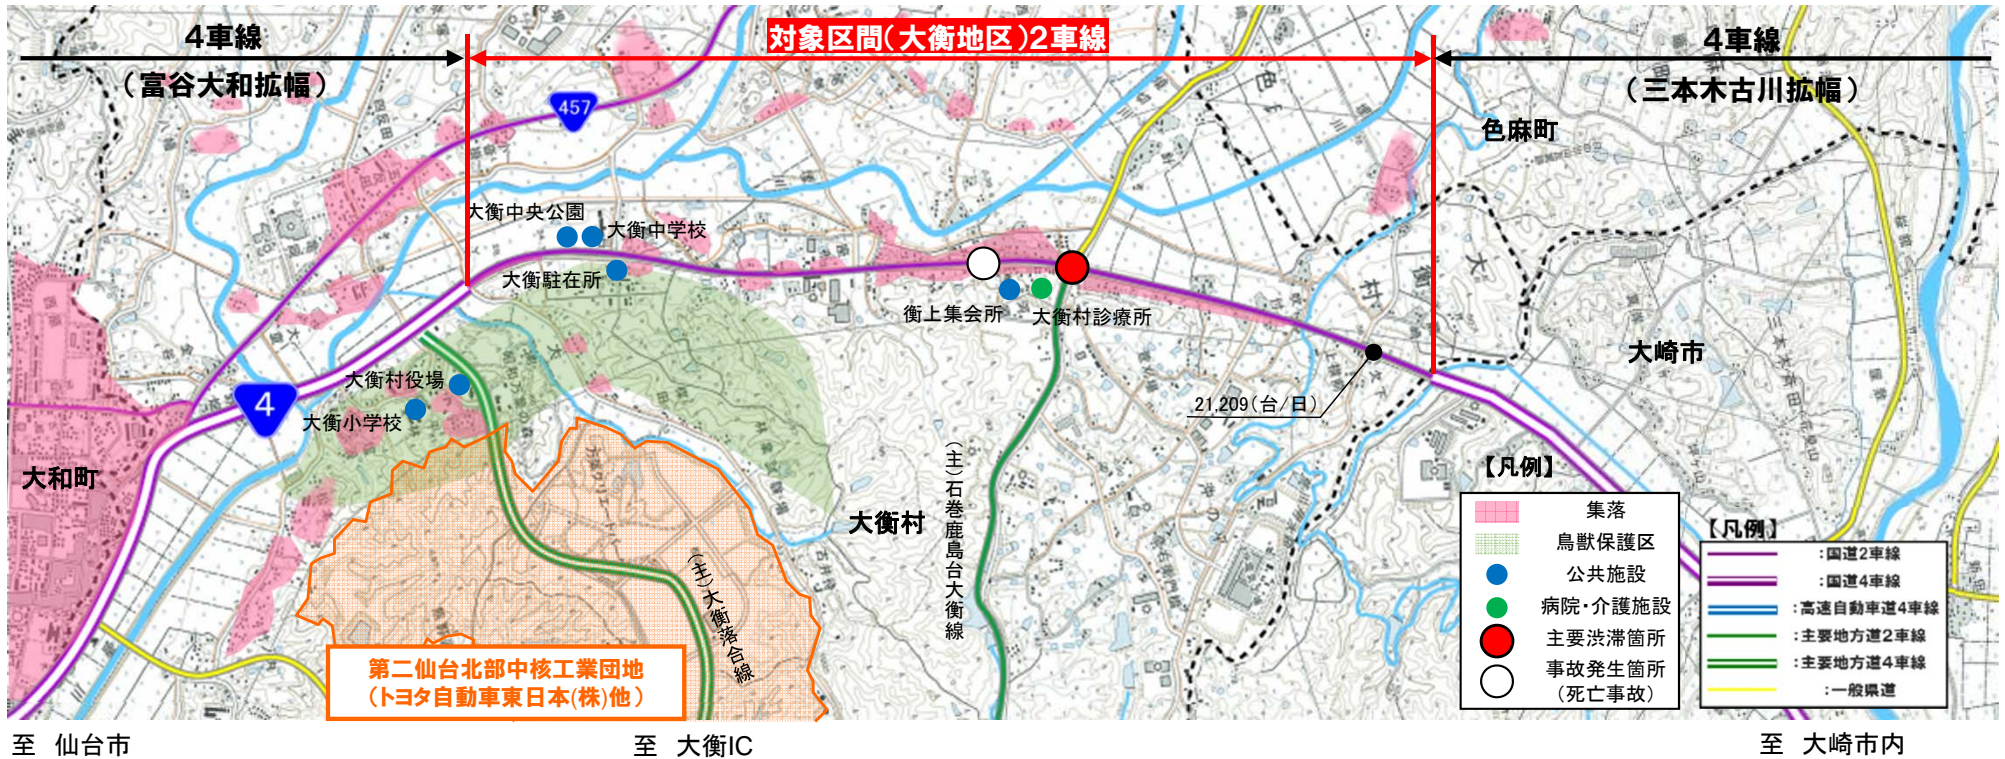 4車線
(富谷大和拡幅)
対象区間(大衡地区)2車線
4車線
(三本木古川拡幅)
457
色麻町
大衡中央公園
大衡中学校
大衡駐在所
衡上集会所
大衡村診療所
大崎市
4
大衡村役場
大衡小学校
21,209(台/日)
大和町
大衡村
(主)石巻鹿島台大衡線
(主)大衡落合線
第二仙台北部中核工業団地
(トヨタ自動車東日本(株)他)
【凡例】
集落
鳥獣保護区
公共施設
病院・介護施設
主要渋滞箇所
事故発生箇所
(死亡事故)
【凡例】
:国道2車線
:国道4車線
:高速自動車道4車線
:主要地方道2車線
:主要地方道4車線
:一般県道
至 仙台市
至 大衡IC
至 大崎市内